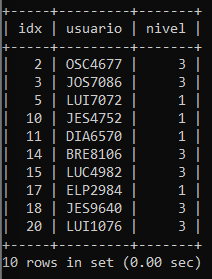 +-----+---------+-------+
| idx | usuario | nivel |
+-----+---------+-------+
|   2 | OSC4677 |     3 |
|   3 | JOS7086 |     3 |
|   5 | LUI7072 |     1 |
|  10 | JES4752 |     1 |
|  11 | DIA6570 |     1 |
|  14 | BRE8106 |     3 |
|  15 | LUC4982 |     3 |
|  17 | ELP2984 |     1 |
|  18 | JES9640 |     3 |
|  20 | LUI1076 |     3 |
+-----+---------+-------+
10 rows in set (0.00 sec)